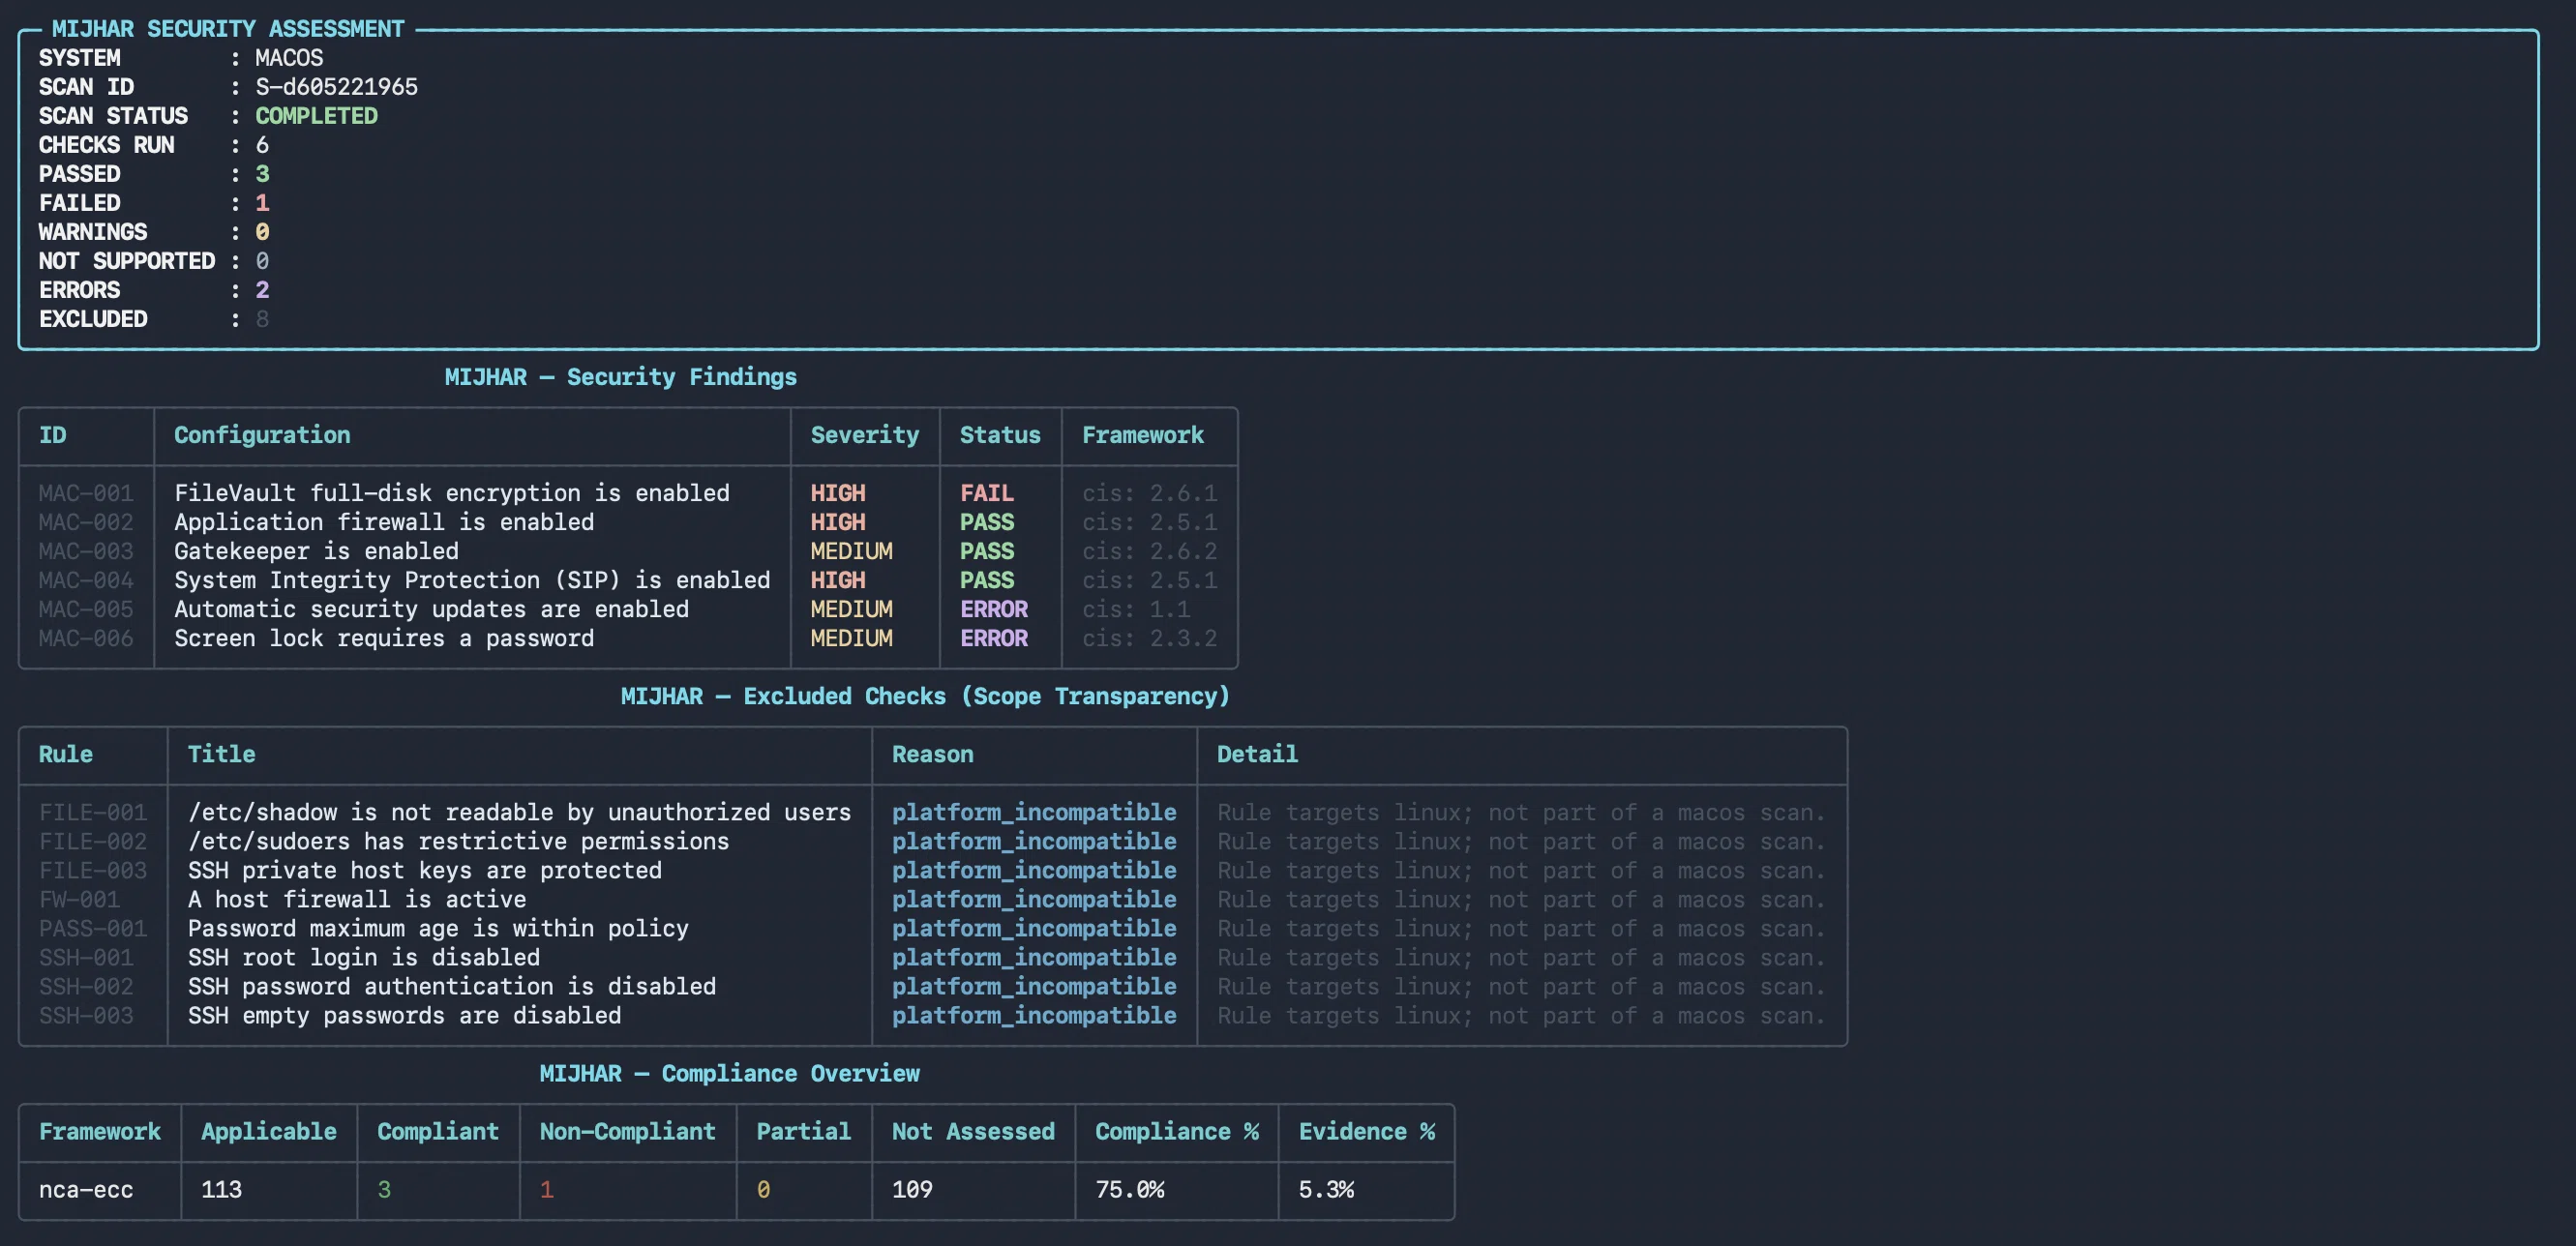 MIJHAR SECURITY ASSESSMENT
SYSTEM : MACOS
SCAN ID : S-d605221965
SCAN STATUS : COMPLETED
CHECKS RUN : 6
PASSED : 3
FAILED : 1
WARNINGS : 0
NOT SUPPORTED : 0
ERRORS : 2
EXCLUDED : 8
MIJHAR — Security Findings
ID Configuration Severity Status Framework
MAC-001 FileVault full-disk encryption is enabled HIGH FAIL cis: 2.6.1
MAC-002 Application firewall is enabled HIGH PASS cis: 2.5.1
MAC-003 Gatekeeper is enabled MEDIUM PASS cis: 2.6.2
MAC-004 System Integrity Protection (SIP) is enabled HIGH PASS cis: 2.5.1
MAC-005 Automatic security updates are enabled MEDIUM ERROR cis: 1.1
MAC-006 Screen lock requires a password MEDIUM ERROR cis: 2.3.2
MIJHAR — Excluded Checks (Scope Transparency)
Rule Title Reason Detail
FILE-001 /etc/shadow is not readable by unauthorized users platform_incompatible Rule targets linux; not part of a macos scan.
FILE-002 /etc/sudoers has restrictive permissions platform_incompatible Rule targets linux; not part of a macos scan.
FILE-003 SSH private host keys are protected platform_incompatible Rule targets linux; not part of a macos scan.
FW-001 A host firewall is active platform_incompatible Rule targets linux; not part of a macos scan.
PASS-001 Password maximum age is within policy platform_incompatible Rule targets linux; not part of a macos scan.
SSH-001 SSH root login is disabled platform_incompatible Rule targets linux; not part of a macos scan.
SSH-002 SSH password authentication is disabled platform_incompatible Rule targets linux; not part of a macos scan.
SSH-003 SSH empty passwords are disabled platform_incompatible Rule targets linux; not part of a macos scan.
MIJHAR — Compliance Overview
Framework Applicable Compliant Non-Compliant Partial Not Assessed Compliance % Evidence %
nca-ecc 113 3 1 0 109 75.0% 5.3%